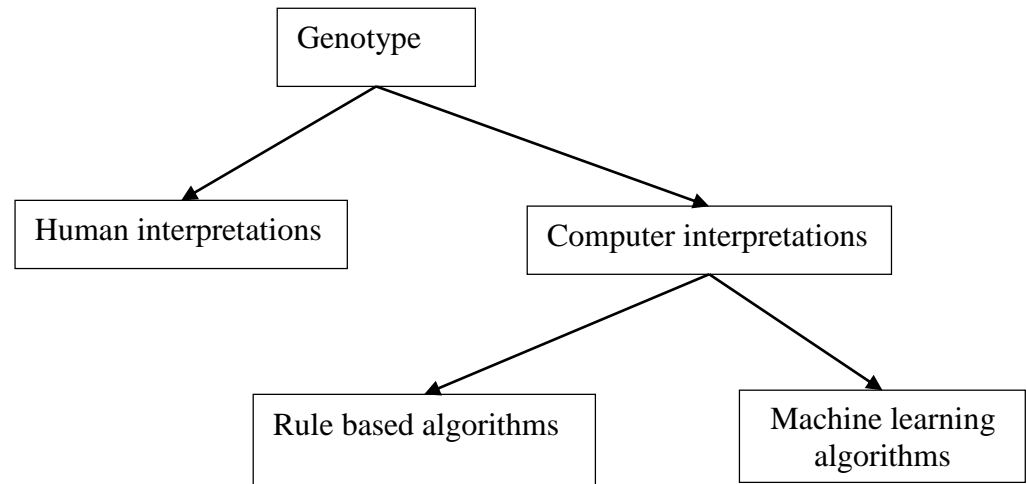 Genotype
Human interpretations
Computer interpretations
Rule based algorithms
Machine learning
algorithms